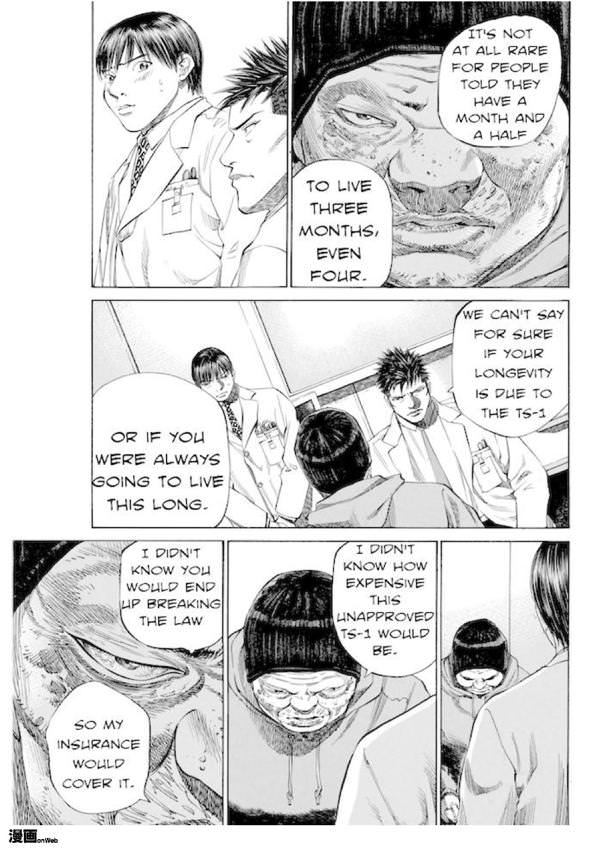 IT'S NOT
AT ALL RARE
FOR PEOPLE
TOLD THEY
HAVE A
MONTH AND
A HALF
TO LIVE
THREE
MONTHS,
EVEN
FOUR.
WE CAN'T SAY
FOR SURE
IF YOUR
LONGEVITY
IS DUE TO
THE TS-1
OR IF YOU
WERE ALWAYS
GOING TO LIVE
THIS LONG.
I DIDN'T
KNOW HOW
EXPENSIVE
THIS
UNAPPROVED
TS-1 WOULD
BE.
I DIDN'T
KNOW YOU
WOULD END
UP BREAKING
THE LAW
SO MY
INSURANCE
WOULD
COVER IT.
漫画onWeb